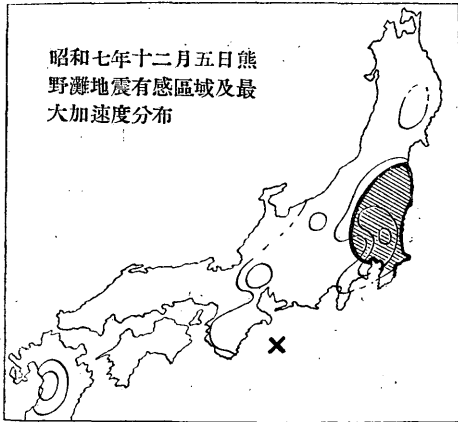 昭和七年十二月五日熊
野灘地震有感區域及最
大加速度分布